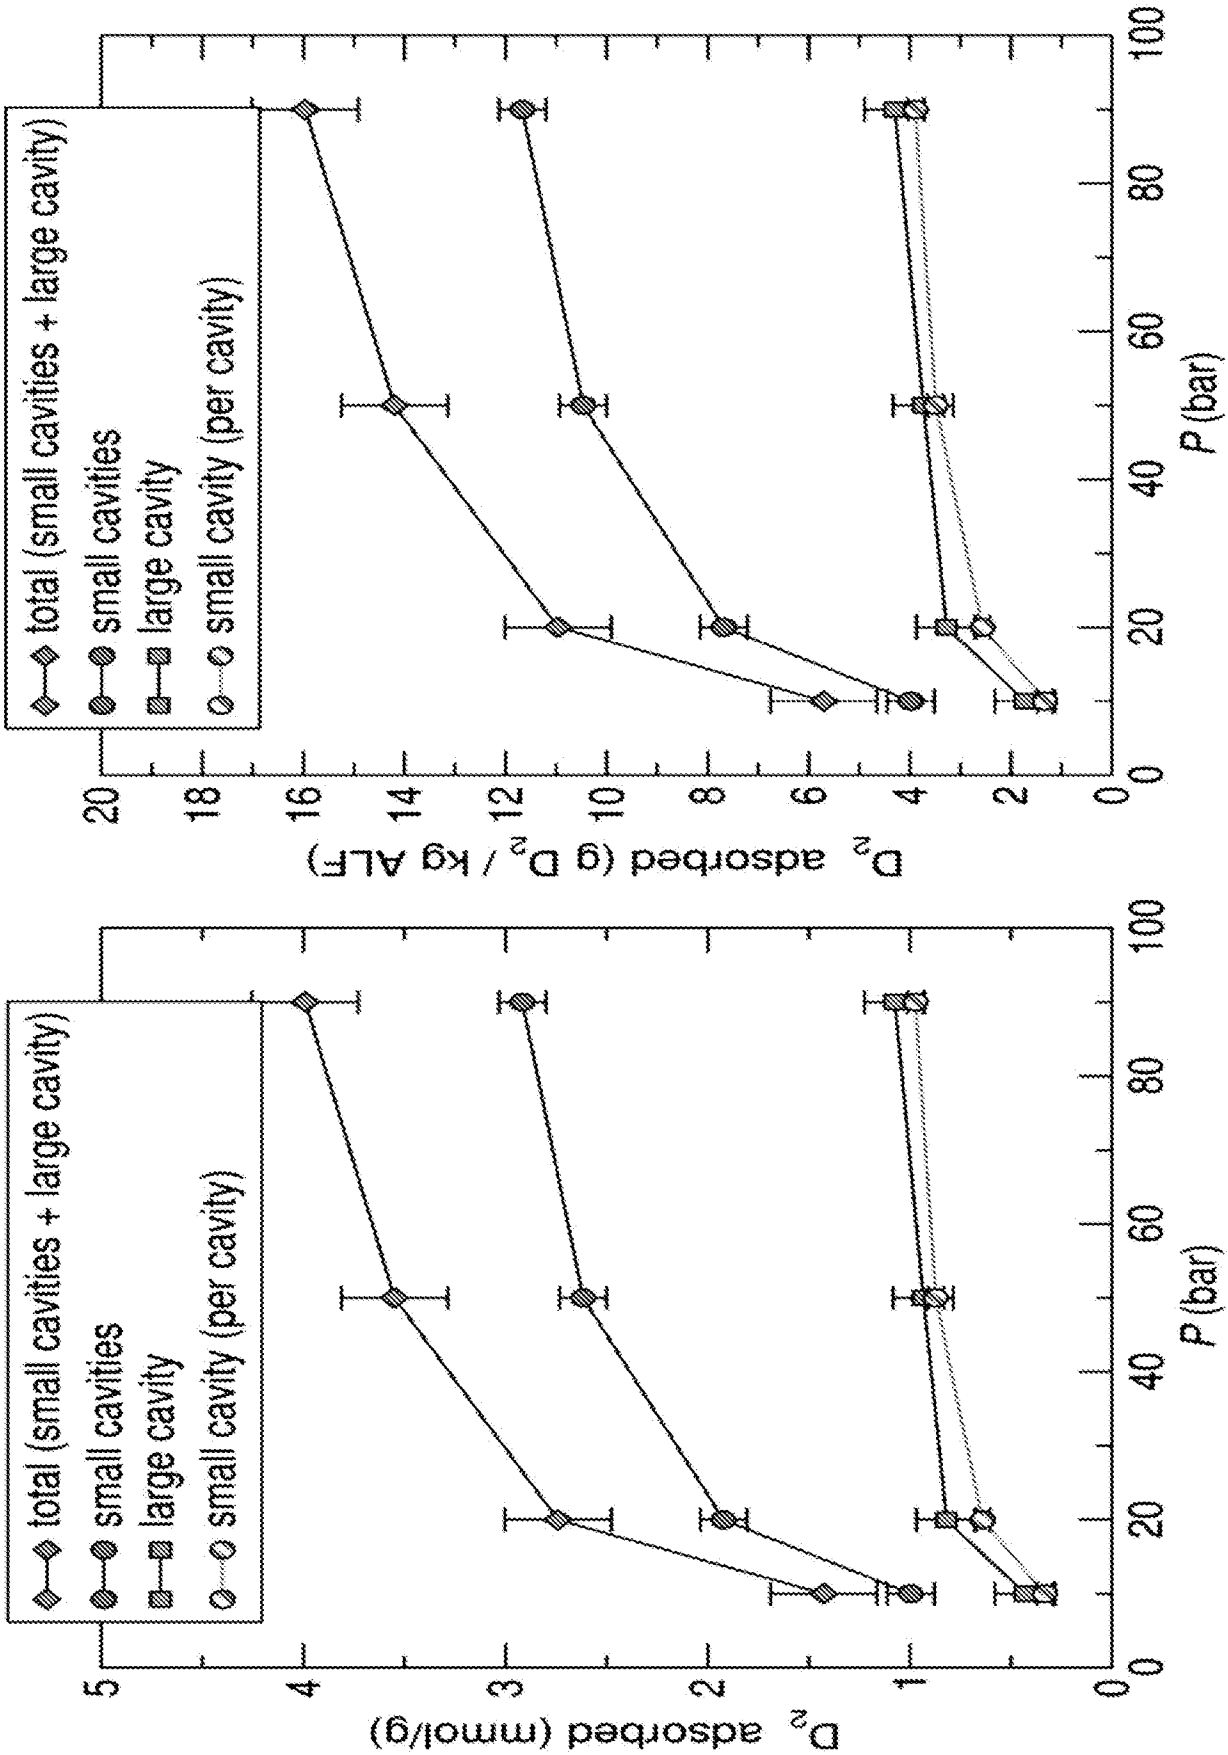 total (small cavities + large cavity)
small cavities
large cavity
small cavity (per cavity)
5
4
3
2
1
0
D₂ adsorbed (mmol/g)
0
20
40
60
80
100
P (bar)
total (small cavities + large cavity)
small cavities
large cavity
small cavity (per cavity)
20
18
16
14
12
10
8
6
4
2
0
D₂ adsorbed (g D₂ / kg ALF)
0
20
40
60
80
100
P (bar)